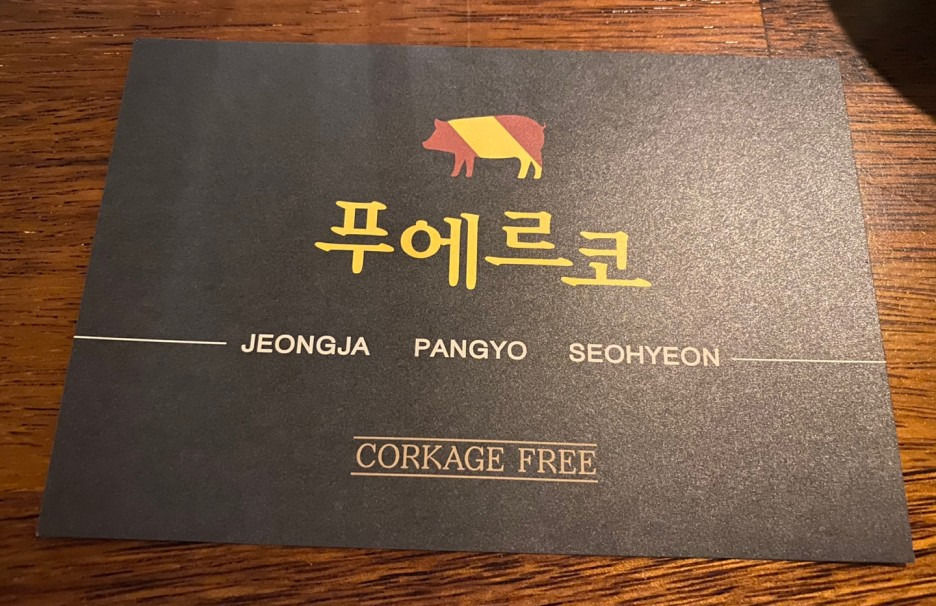 푸에르코
JEONGJA PANGYO SEOHYEON
CORKAGE FREE